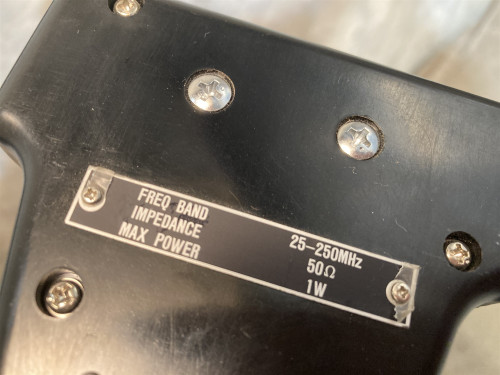 FREQ BAND 25-250MHz
IMPEDANCE 50Ω
MAX POWER 1W